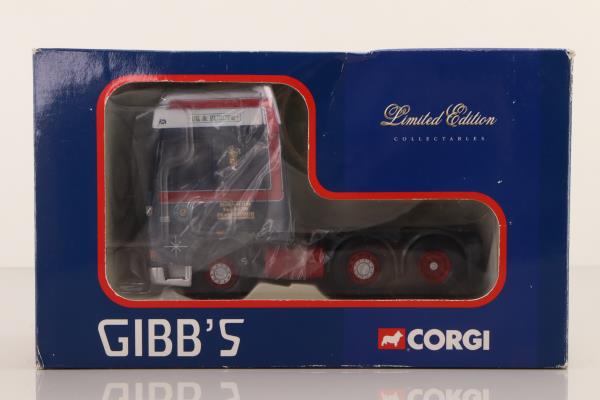 Limited Edition
COLLECTABLES
GIBB'S
CORGI